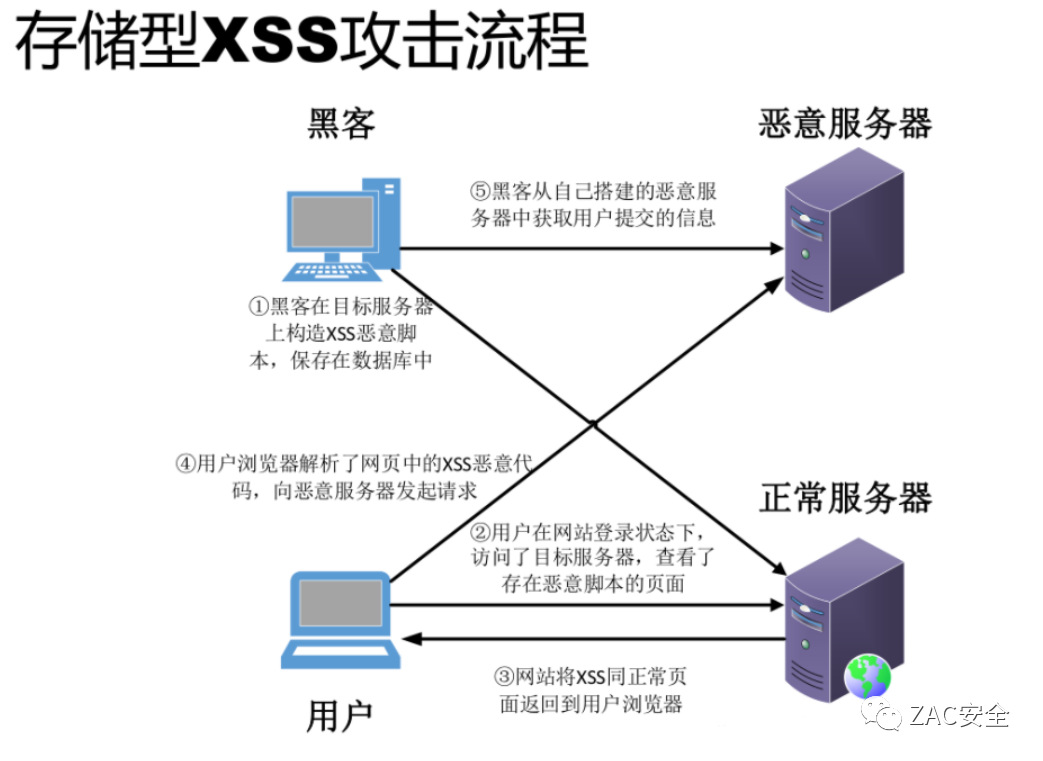 存储型XSS攻击流程
黑客
恶意服务器
⑤黑客从自己搭建的恶意服
务器中获取用户提交的信息
①黑客在目标服务器
上构造XSS恶意脚
本，保存在数据库中
④用户浏览器解析了网页中的XSS恶意代
码，向恶意服务器发起请求
正常服务器
②用户在网站登录状态下，
访问了目标服务器，查看了
存在恶意脚本的页面
③网站将XSS同正常页
面返回到用户浏览器
用户
ZAC安全